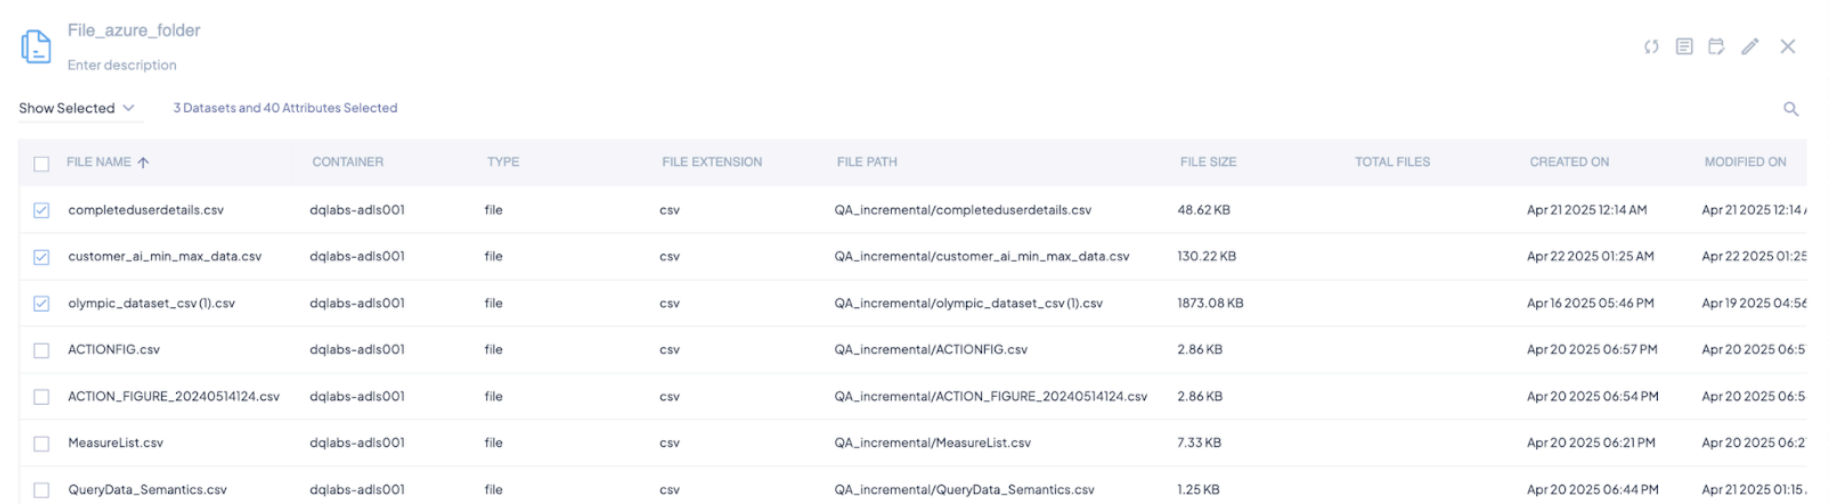 File_azure_folder
Enter description
Show Selected 3 Datasets and 40 Attributes Selected
FILE NAME CONTAINER TYPE FILE EXTENSION FILE PATH FILE SIZE TOTAL FILES CREATED ON MODIFIED ON
completeduserdetails.csv dqlabs-adls001 file csv QA_incremental/completeduserdetails.csv 48.62 KB Apr 21 2025 12:14 AM Apr 21 2025 12:14
customer_ai_min_max_data.csv dqlabs-adls001 file csv QA_incremental/customer_ai_min_max_data.csv 130.22 KB Apr 22 2025 01:25 AM Apr 22 2025 01:25
olympic_dataset_csv (1).csv dqlabs-adls001 file csv QA_incremental/olympic_dataset_csv (1).csv 1873.08 KB Apr 16 2025 05:46 PM Apr 19 2025 04:56
ACTIONFIG.csv dqlabs-adls001 file csv QA_incremental/ACTIONFIG.csv 2.86 KB Apr 20 2025 06:57 PM Apr 20 2025 06:5
ACTION_FIGURE_20240514124.csv dqlabs-adls001 file csv QA_incremental/ACTION_FIGURE_20240514124.csv 2.86 KB Apr 20 2025 06:54 PM Apr 20 2025 06:5
MeasureList.csv dqlabs-adls001 file csv QA_incremental/MeasureList.csv 7.33 KB Apr 20 2025 06:21 PM Apr 20 2025 06:2
QueryData_Semantics.csv dqlabs-adls001 file csv QA_incremental/QueryData_Semantics.csv 1.25 KB Apr 20 2025 06:44 PM Apr 21 2025 01:15